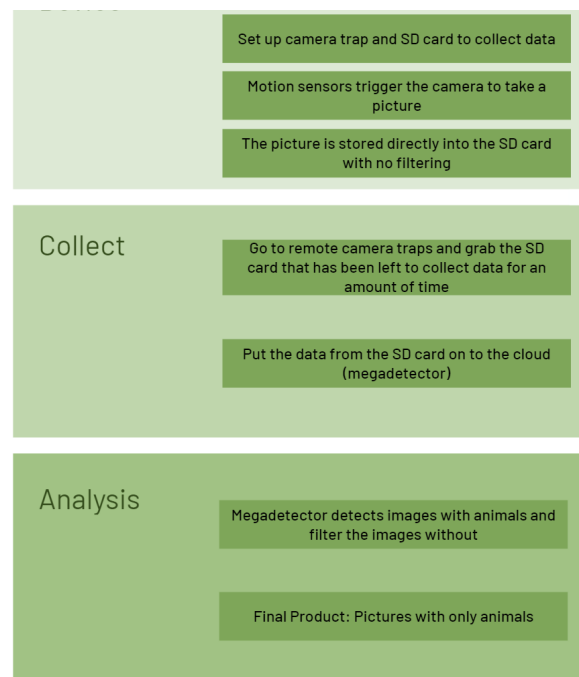 Set up camera trap and SD card to collect data
Motion sensors trigger the camera to take a
picture
The picture is stored directly into the SD card
with no filtering
Collect
Go to remote camera traps and grab the SD
card that has been left to collect data for an
amount of time
Put the data from the SD card on to the cloud
(megadetector)
Analysis
Megadetector detects images with animals and
filter the images without
Final Product: Pictures with only animals